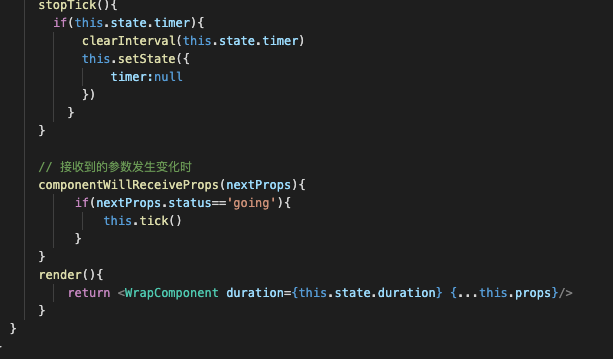 stopTick(){
if(this.state.timer){
clearInterval(this.state.timer)
this.setState({
timer:null
})
}
}
// 接收到的参数发生变化时
componentWillReceiveProps(nextProps){
if(nextProps.status=='going'){
this.tick()
}
}
render(){
return <WrapComponent duration={this.state.duration} {...this.props}/>
}
}